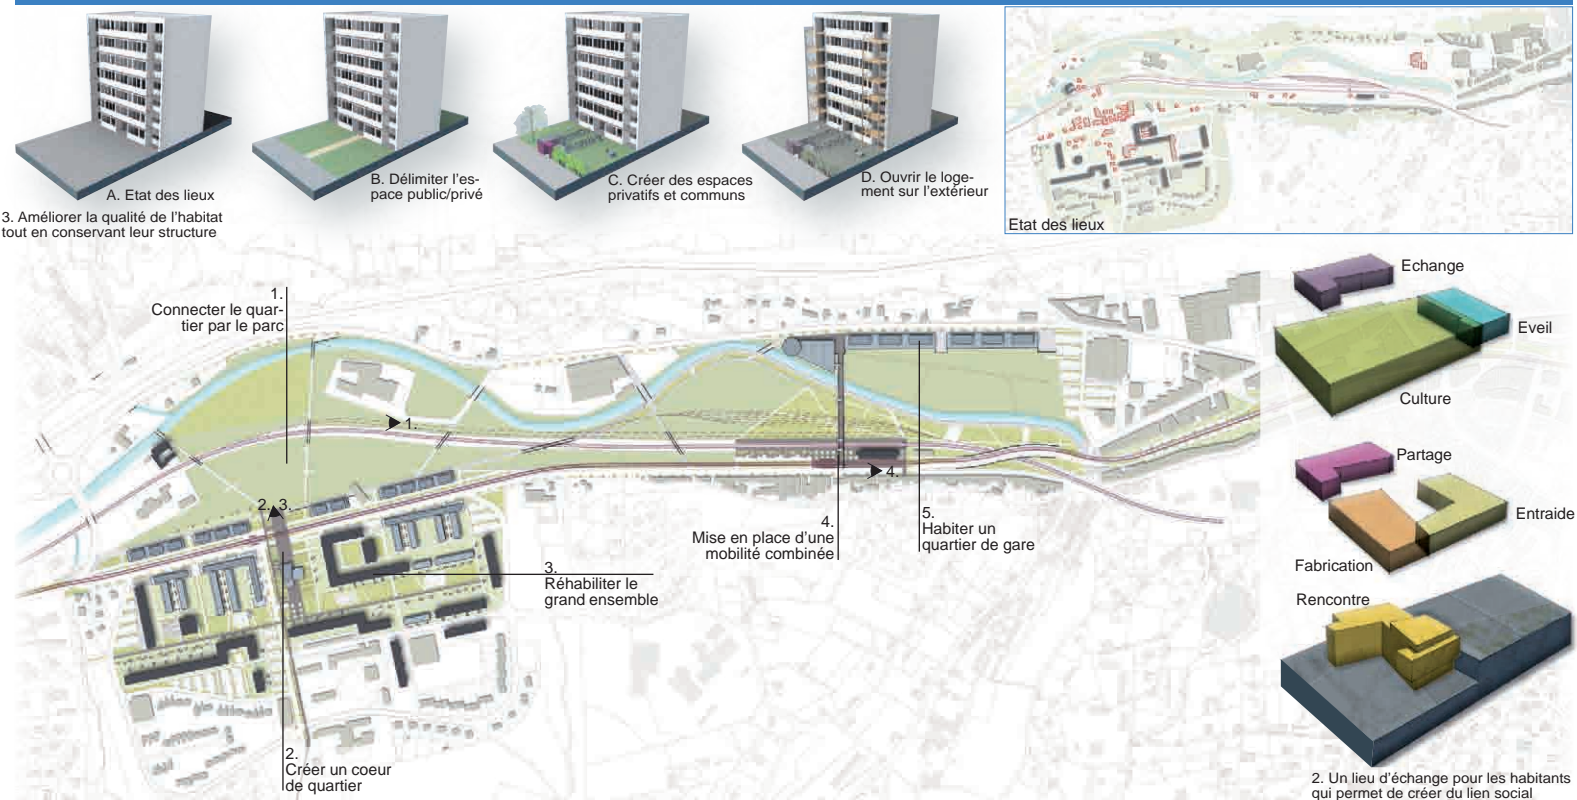 A. Etat des lieux
B. Délimiter l'es-
pace public/privé
C. Créer des espaces
privatifs et communs
D. Ouvrir le loge-
ment sur l'extérieur
3. Améliorer la qualité de l'habitat
tout en conservant leur structure
Etat des lieux
1.
Connecter le quar-
tier par le parc
1.
2.
3.
4.
4.
Mise en place d'une
mobilité combinée
5.
Habiter un
quartier de gare
3.
Réhabiliter le
grand ensemble
2.
Créer un coeur
de quartier
Echange
Eveil
Culture
Partage
Entraide
Fabrication
Rencontre
2. Un lieu d'échange pour les habitants
qui permet de créer du lien social